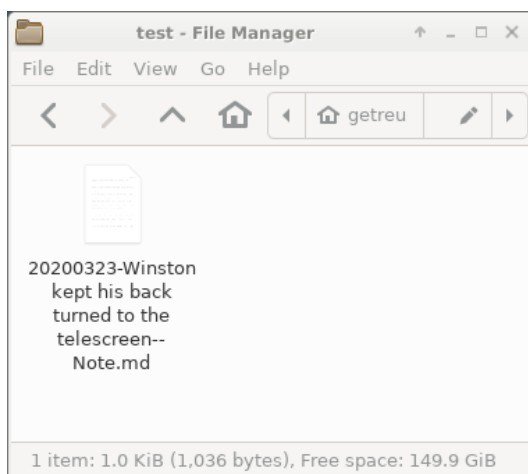 test - File Manager
File Edit View Go Help
getreu
20200323-Winston
kept his back
turned to the
telescreen--
Note.md
1 item: 1.0 KiB (1,036 bytes), Free space: 149.9 GiB